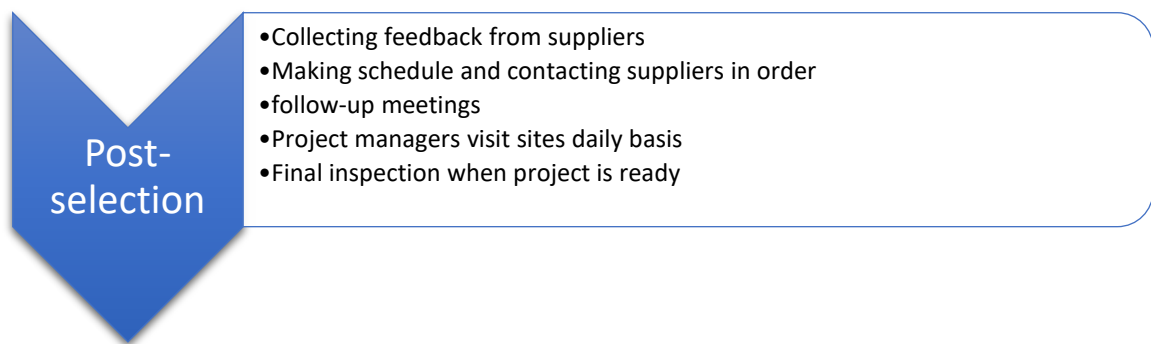 Post-
selection
•Collecting feedback from suppliers
•Making schedule and contacting suppliers in order
•follow-up meetings
•Project managers visit sites daily basis
•Final inspection when project is ready